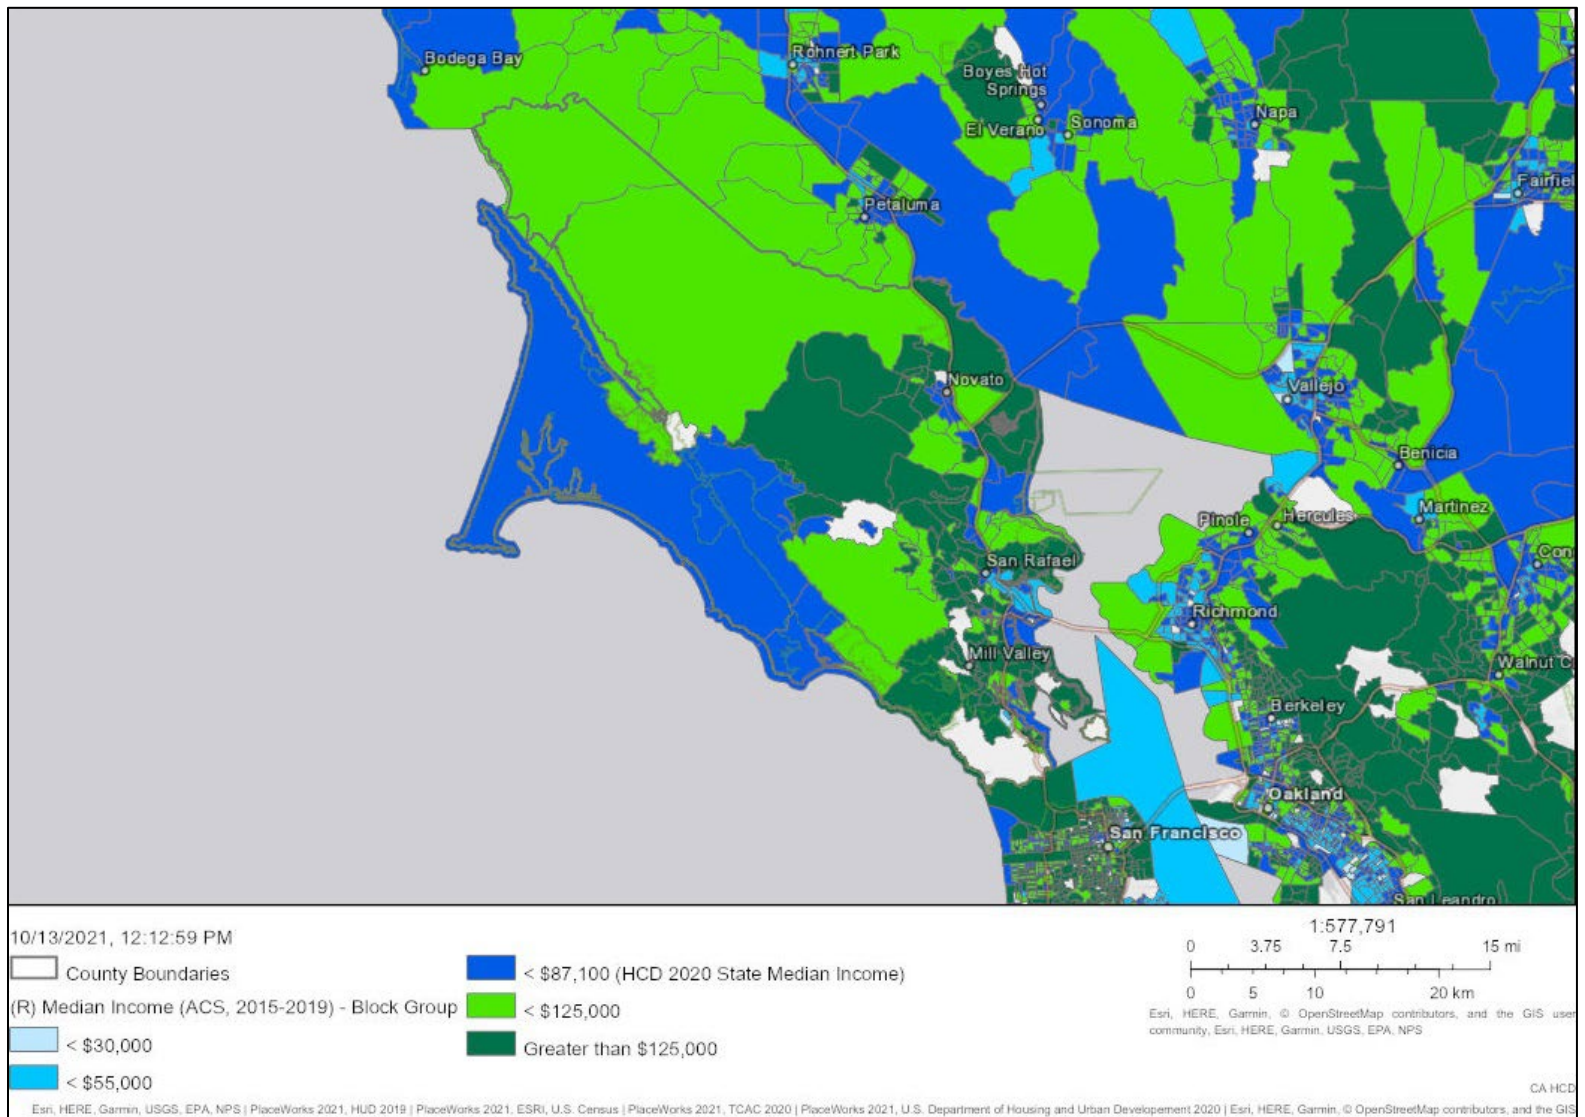 Bodega Bay
Rohnert Park
Boyes Hot
Springs
El Verano
Sonoma
Napa
Fairfiel
Petaluma
Novato
Vallejo
Benicia
Martinez
Pinole
Hercules
Con
San Rafael
Richmond
Mill Valley
Walnut C
Berkeley
Oakland
San Francisco
San Leandro
10/13/2021, 12:12:59 PM
County Boundaries
(R) Median Income (ACS, 2015-2019) - Block Group
< $30,000
< $55,000
< $87,100 (HCD 2020 State Median Income)
< $125,000
Greater than $125,000
1:577,791
0 3.75 7.5 15 mi
0 5 10 20 km
Esri, HERE, Garmin, © OpenStreetMap contributors, and the GIS user
community, Esri, HERE, Garmin, USGS, EPA, NPS
CA HCD
Esri, HERE, Garmin, USGS, EPA, NPS | PlaceWorks 2021, HUD 2019 | PlaceWorks 2021, ESRI, U.S. Census | PlaceWorks 2021, TCAC 2020 | PlaceWorks 2021, U.S. Department of Housing and Urban Developement 2020 | Esri, HERE, Garmin, © OpenStreetMap contributors, and the GIS